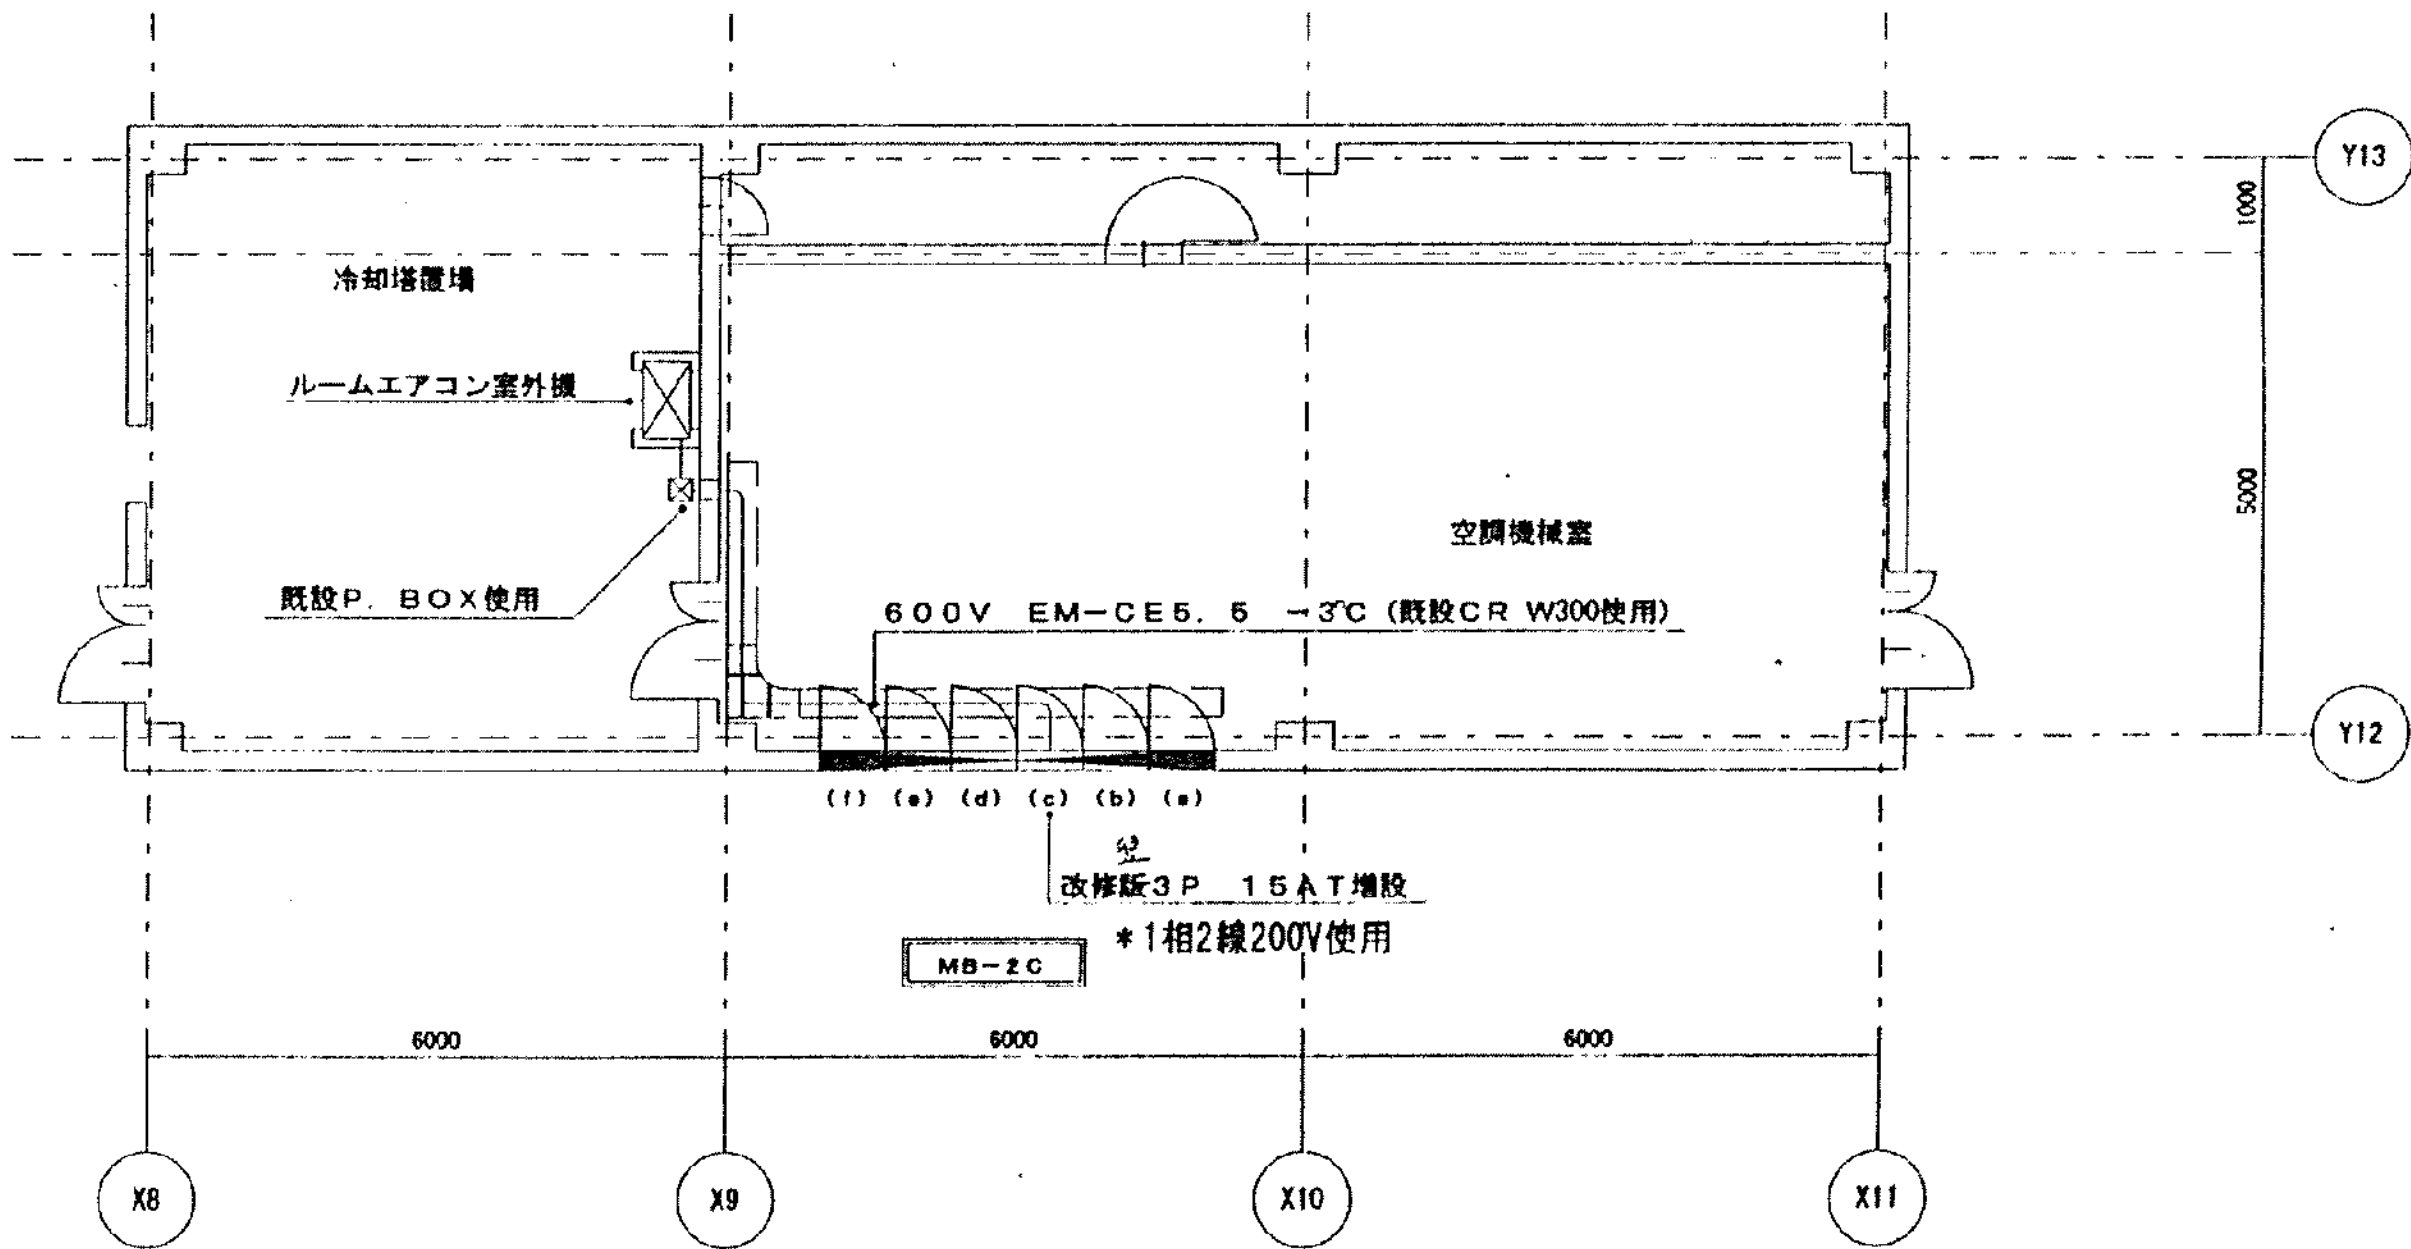 Y13
1000
冷却塔置場
ルームエアコン室外機
5000
空調機械室
既設P. BOX使用
600V EM-CE5. 5 -3C (既設CR W300使用)
Y12
(f) (e) (d) (c) (b) (a)
改修版3P 15AT増設
*1相2線200V使用
MB-2C
6000 6000 6000
X8 X9 X10 X11